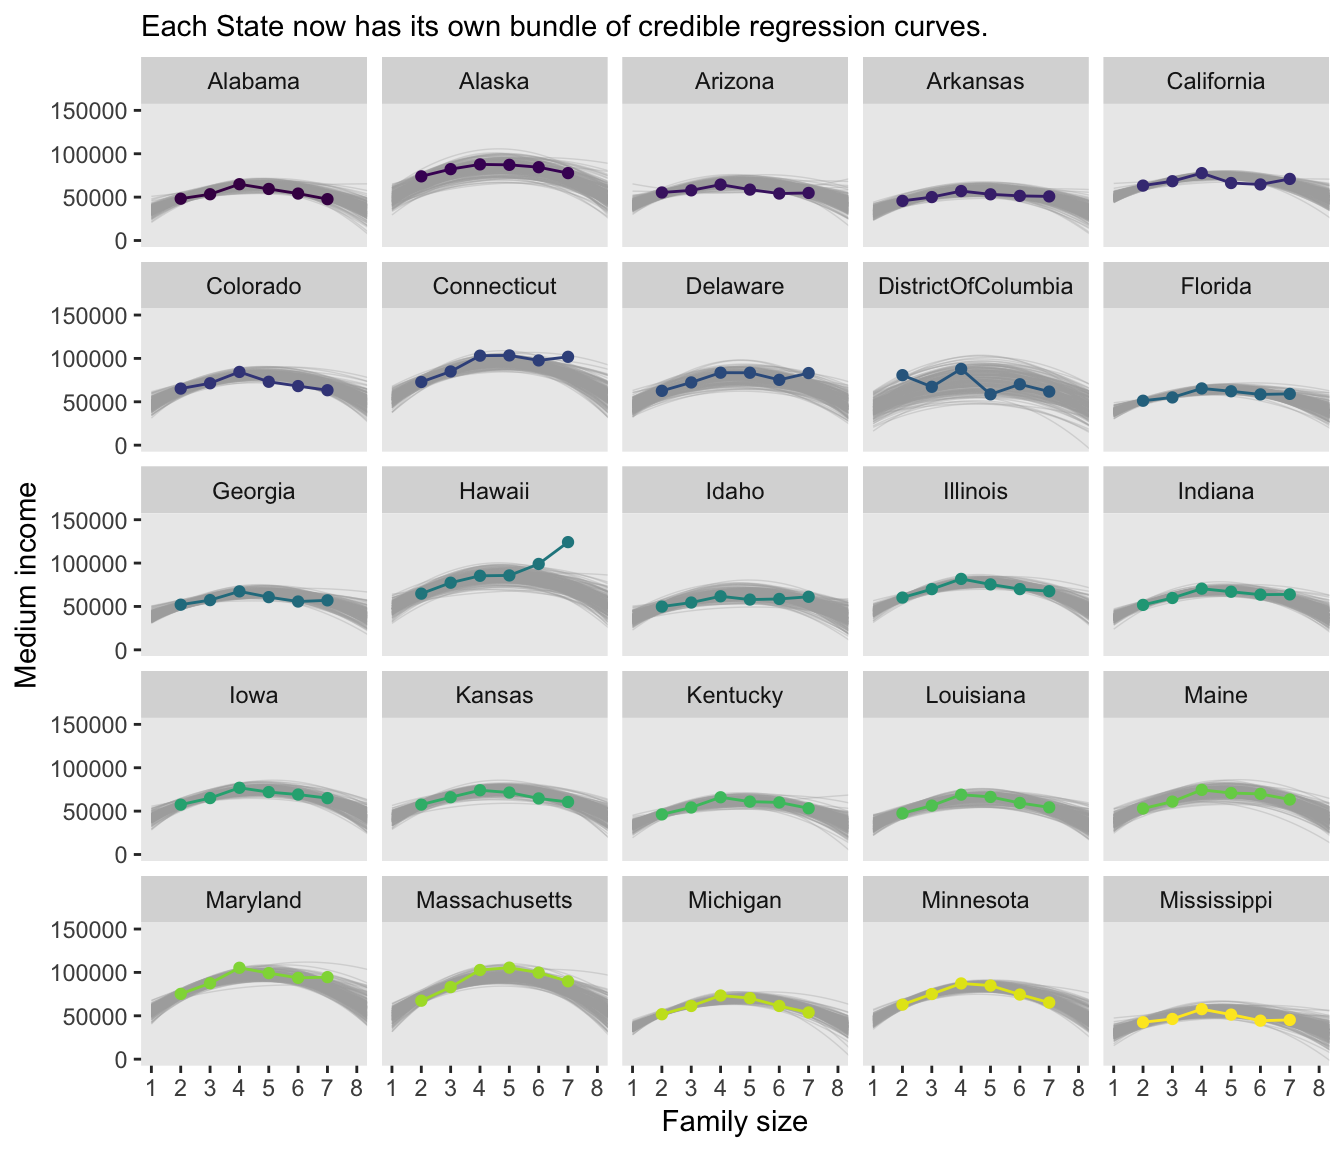 Each State now has its own bundle of credible regression curves.
Alabama Alaska Arizona Arkansas California
150000
100000
50000
0
Colorado Connecticut Delaware DistrictOfColumbia Florida
150000
100000
50000
0
Georgia Hawaii Idaho Illinois Indiana
150000
100000
50000
0
Medium income
Iowa Kansas Kentucky Louisiana Maine
150000
100000
50000
0
Maryland Massachusetts Michigan Minnesota Mississippi
150000
100000
50000
0
1 2 3 4 5 6 7 8 1 2 3 4 5 6 7 8 1 2 3 4 5 6 7 8 1 2 3 4 5 6 7 8 1 2 3 4 5 6 7 8
Family size